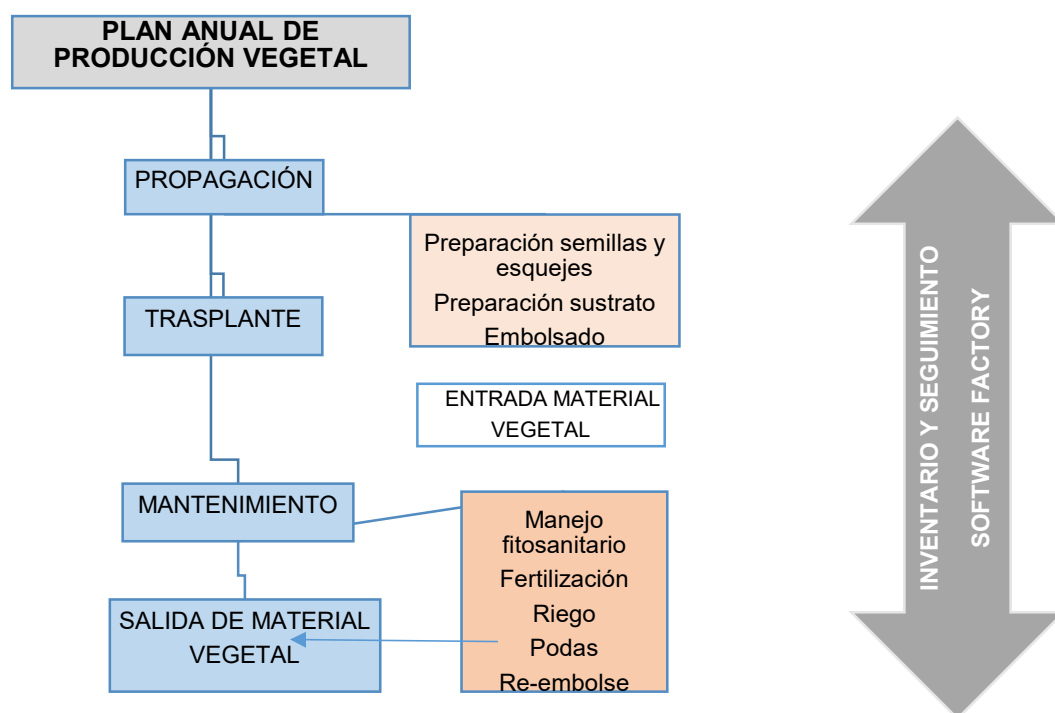 PLAN ANUAL DE
PRODUCCIÓN VEGETAL
PROPAGACIÓN
Preparación semillas y
esquejes
Preparación sustrato
Embolsado
TRASPLANTE
ENTRADA MATERIAL
VEGETAL
MANTENIMIENTO
Manejo
fitosanitario
Fertilización
Riego
Podas
Re-embolse
SALIDA DE MATERIAL
VEGETAL
INVENTARIO Y SEGUIMIENTO
SOFTWARE FACTORY